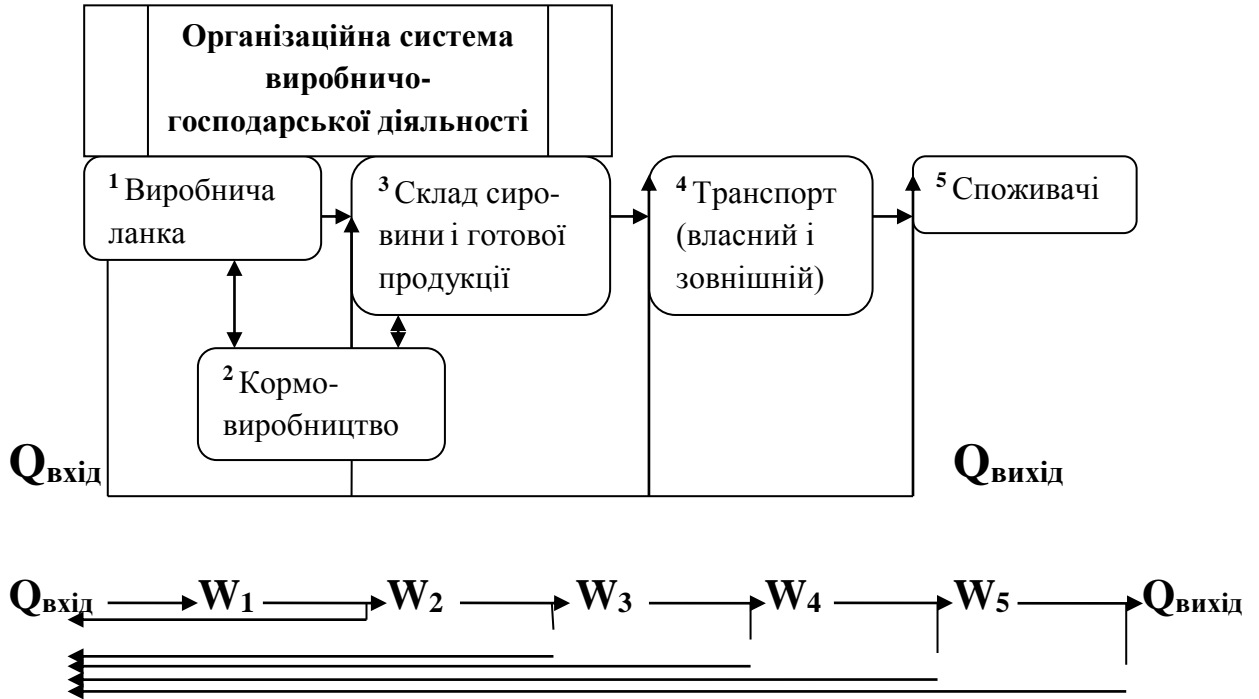 Організаційна система
виробничо-
господарської діяльності
1 Виробнича
ланка
3 Склад сиро-
вини і готової
продукції
4 Транспорт
(власний і
зовнішній)
5 Споживачі
2 Кормо-
виробництво
Qвхід
Qвихід
Qвхід W1 W2 W3 W4 W5 Qвихід